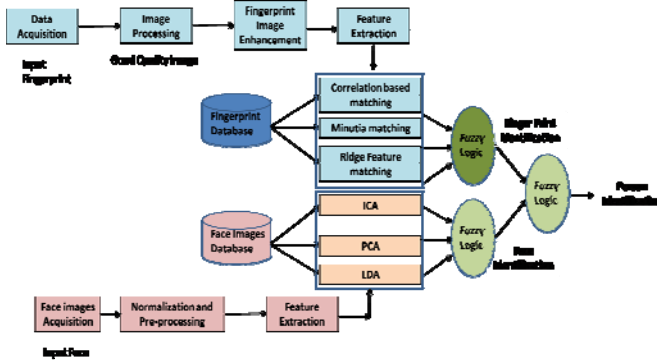 Data
Acquisition
Image
Processing
Fingerprint
Image
Enhancement
Feature
Extraction
Input
Fingerprint
Good Quality Image
Correlation based
matching
Minutia matching
Ridge Feature
matching
Fingerprint
Database
Fuzzy
Logic
Finger Print
Identification
Fuzzy
Logic
Person
Identification
ICA
PCA
LDA
Face Images
Database
Fuzzy
Logic
Face
Identification
Face images
Acquisition
Normalization and
Pre-processing
Feature
Extraction
Input Face